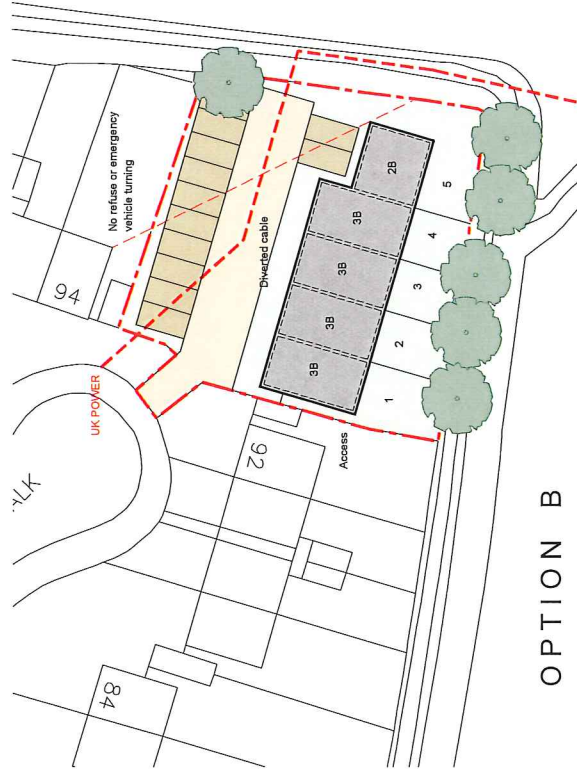 No refuse or emergency
vehicle turning
94
UK POWER
Diverted cable
2B
3B
3B
3B
3B
5
4
3
2
1
92
Access
84
OPTION B